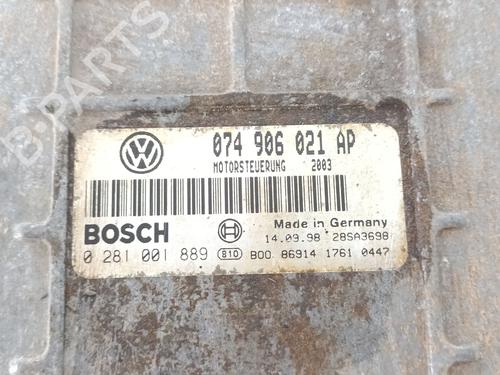 074 906 021 AP
MOTORSTEUERUNG 2003
BOSCH
Made in Germany
14.09.98 28SA3698
0 281 001 889 B10 B00 86914 1761 0447
B-PARTS